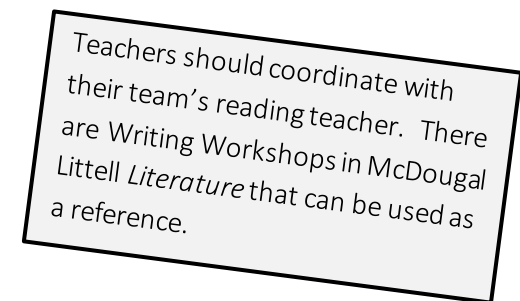 Teachers should coordinate with
their team's reading teacher.  There
are Writing Workshops in McDougal
Littell Literature that can be used as
a reference.